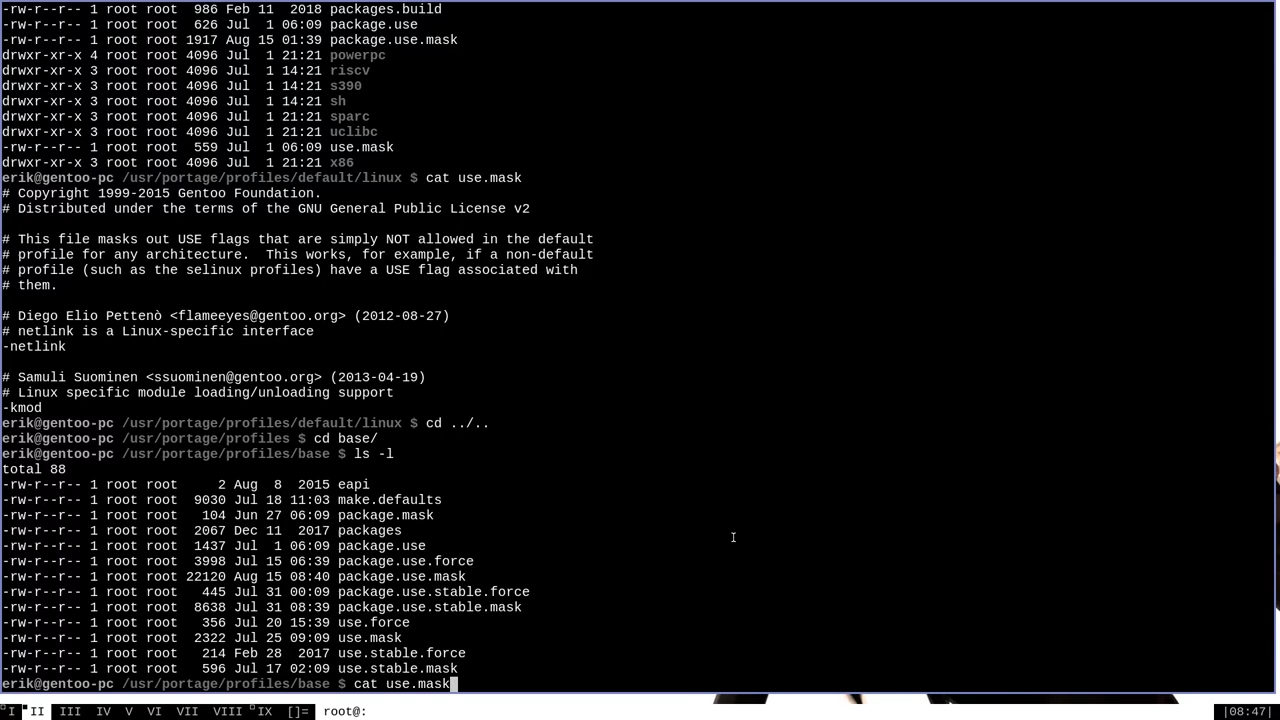 -rw-r--r-- 1 root root  986 Feb 11  2018 packages.build
-rw-r--r-- 1 root root  626 Jul  1 06:09 package.use
-rw-r--r-- 1 root root 1917 Aug 15 01:39 package.use.mask
drwxr-xr-x 4 root root 4096 Jul  1 21:21 powerpc
drwxr-xr-x 3 root root 4096 Jul  1 14:21 riscv
drwxr-xr-x 3 root root 4096 Jul  1 14:21 s390
drwxr-xr-x 3 root root 4096 Jul  1 14:21 sh
drwxr-xr-x 3 root root 4096 Jul  1 21:21 sparc
drwxr-xr-x 3 root root 4096 Jul  1 21:21 uclibc
-rw-r--r-- 1 root root  559 Jul  1 06:09 use.mask
drwxr-xr-x 3 root root 4096 Jul  1 21:21 x86
erik@gentoo-pc /usr/portage/profiles/default/linux $ cat use.mask
# Copyright 1999-2015 Gentoo Foundation.
# Distributed under the terms of the GNU General Public License v2

# This file masks out USE flags that are simply NOT allowed in the default
# profile for any architecture.  This works, for example, if a non-default
# profile (such as the selinux profiles) have a USE flag associated with
# them.

# Diego Elio Pettenò <flameeyes@gentoo.org> (2012-08-27)
# netlink is a Linux-specific interface
-netlink

# Samuli Suominen <ssuominen@gentoo.org> (2013-04-19)
# Linux specific module loading/unloading support
-kmod
erik@gentoo-pc /usr/portage/profiles/default/linux $ cd ../..
erik@gentoo-pc /usr/portage/profiles $ cd base/
erik@gentoo-pc /usr/portage/profiles/base $ ls -l
total 88
-rw-r--r-- 1 root root     2 Aug  8  2015 eapi
-rw-r--r-- 1 root root  9030 Jul 18 11:03 make.defaults
-rw-r--r-- 1 root root   104 Jun 27 06:09 package.mask
-rw-r--r-- 1 root root  2067 Dec 11  2017 packages
-rw-r--r-- 1 root root  1437 Jul  1 06:09 package.use
-rw-r--r-- 1 root root  3998 Jul 15 06:39 package.use.force
-rw-r--r-- 1 root root 22120 Aug 15 08:40 package.use.mask
-rw-r--r-- 1 root root   445 Jul 31 00:09 package.use.stable.force
-rw-r--r-- 1 root root  8638 Jul 31 08:39 package.use.stable.mask
-rw-r--r-- 1 root root   356 Jul 20 15:39 use.force
-rw-r--r-- 1 root root  2322 Jul 25 09:09 use.mask
-rw-r--r-- 1 root root   214 Feb 28  2017 use.stable.force
-rw-r--r-- 1 root root   596 Jul 17 02:09 use.stable.mask
erik@gentoo-pc /usr/portage/profiles/base $ cat use.mask
I II III IV V VI VII VIII IX []= root@: |08:47|